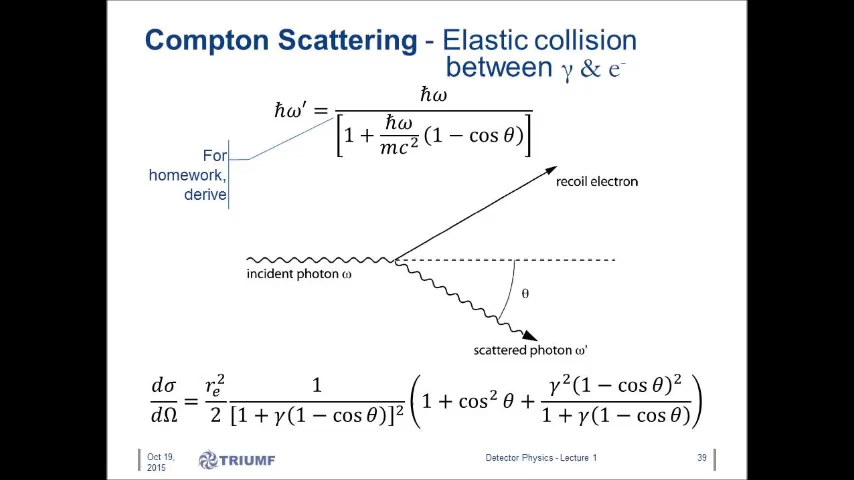 Compton Scattering - Elastic collision
between γ & e⁻
ħω′ = ħω / [1 + ħω/mc² (1 − cos θ)]
For
homework,
derive
recoil electron
incident photon ω
θ
scattered photon ω'
dσ/dΩ = r_e²/2 1/[1 + γ(1 − cos θ)]² (1 + cos² θ + γ²(1 − cos θ)²/1 + γ(1 − cos θ))
Oct 19,
2015
TRIUMF
Detector Physics - Lecture 1
39